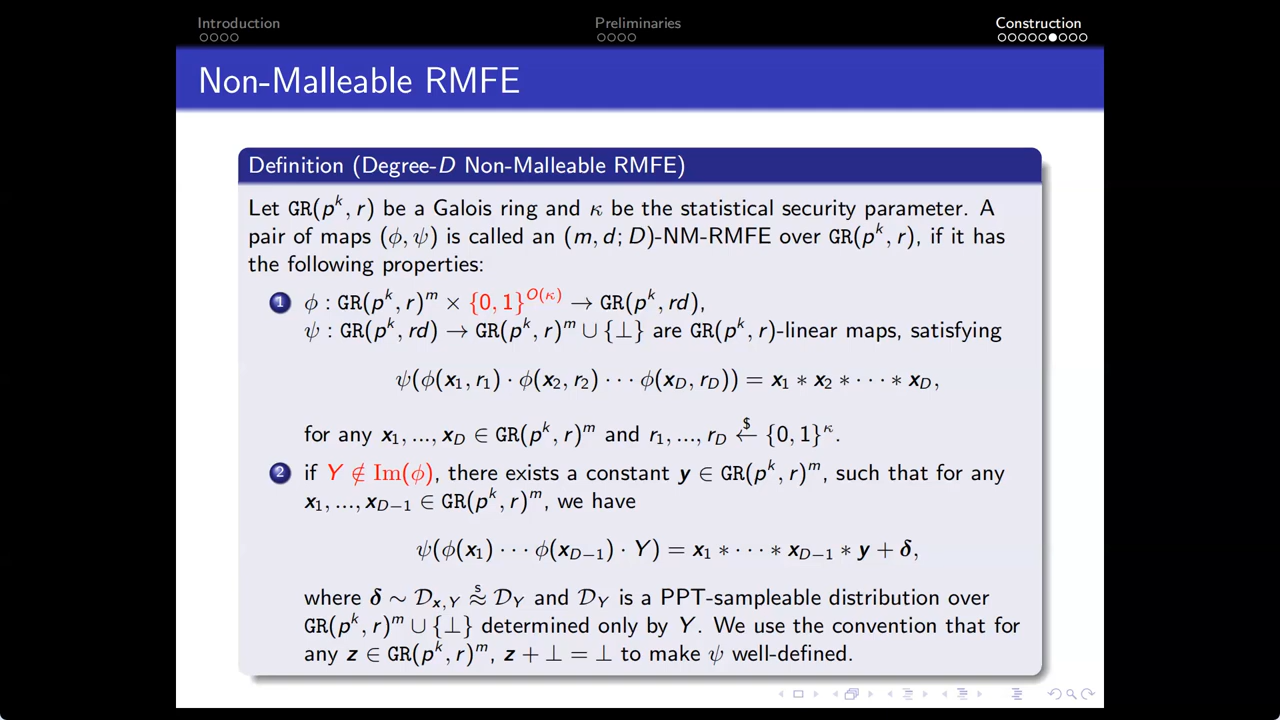 Introduction Preliminaries Construction
Non-Malleable RMFE
Definition (Degree-D Non-Malleable RMFE)
Let GR(p^k, r) be a Galois ring and κ be the statistical security parameter. A
pair of maps (ϕ, ψ) is called an (m, d; D)-NM-RMFE over GR(p^k, r), if it has
the following properties:
1 ϕ : GR(p^k, r)^m × {0, 1}^{O(κ)} → GR(p^k, rd),
ψ : GR(p^k, rd) → GR(p^k, r)^m ∪ {⊥} are GR(p^k, r)-linear maps, satisfying
ψ(ϕ(x_1, r_1) · ϕ(x_2, r_2) · · · ϕ(x_D, r_D)) = x_1 ∗ x_2 ∗ · · · ∗ x_D,
for any x_1, ..., x_D ∈ GR(p^k, r)^m and r_1, ..., r_D $← {0, 1}^κ.
2 if Y ∉ Im(ϕ), there exists a constant y ∈ GR(p^k, r)^m, such that for any
x_1, ..., x_{D−1} ∈ GR(p^k, r)^m, we have
ψ(ϕ(x_1) · · · ϕ(x_{D−1}) · Y) = x_1 ∗ · · · ∗ x_{D−1} ∗ y + δ,
where δ ∼ D_{x,Y} s≈ D_Y and D_Y is a PPT-sampleable distribution over
GR(p^k, r)^m ∪ {⊥} determined only by Y. We use the convention that for
any z ∈ GR(p^k, r)^m, z + ⊥ = ⊥ to make ψ well-defined.